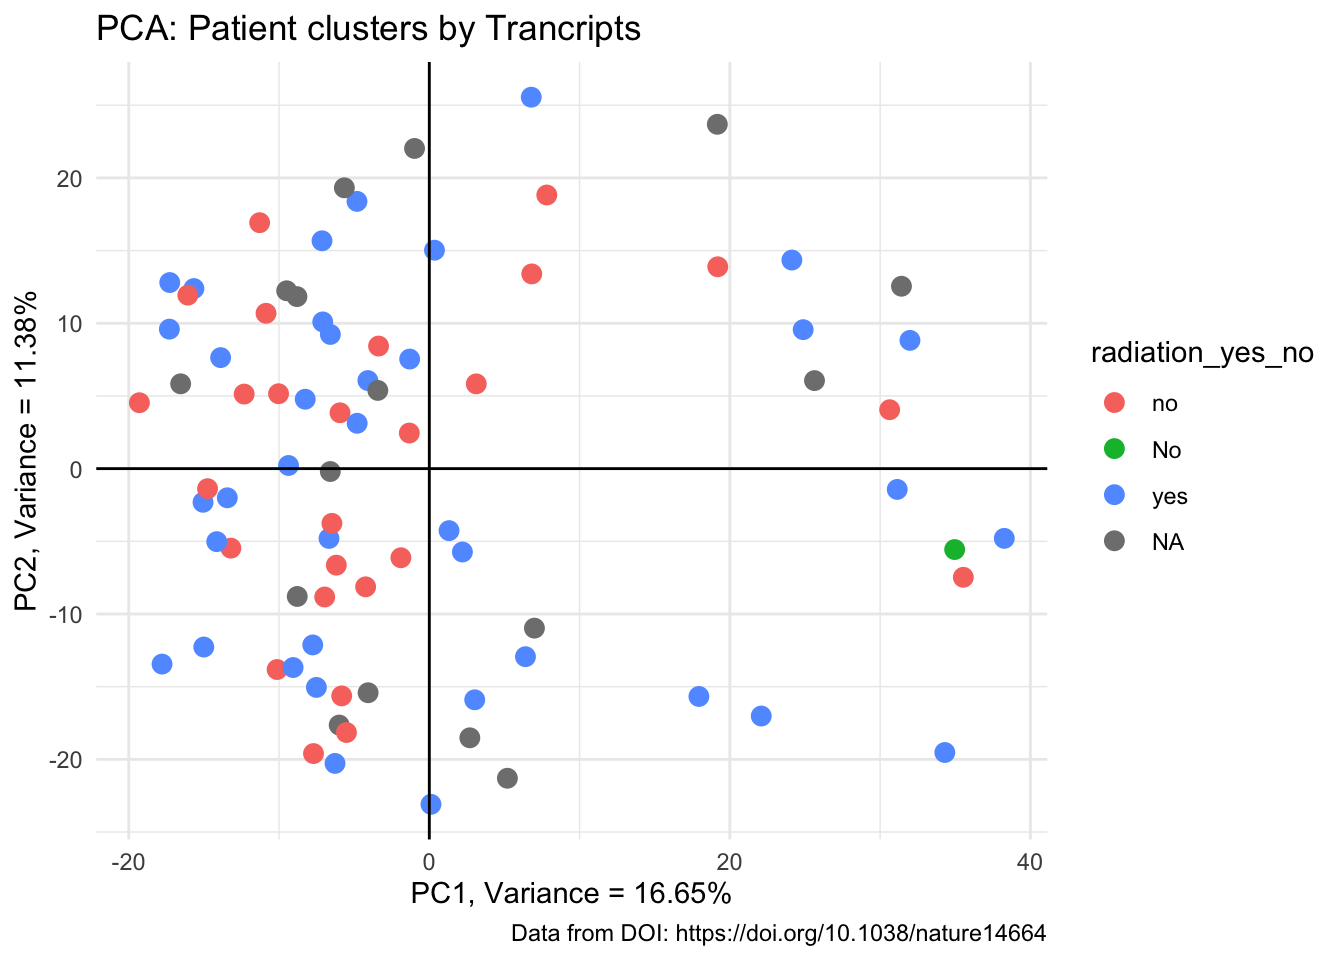 PCA: Patient clusters by Trancripts
PC2, Variance = 11.38%
20
10
0
-10
-20
-20
0
20
40
PC1, Variance = 16.65%
radiation_yes_no
no
No
yes
NA
Data from DOI: https://doi.org/10.1038/nature14664